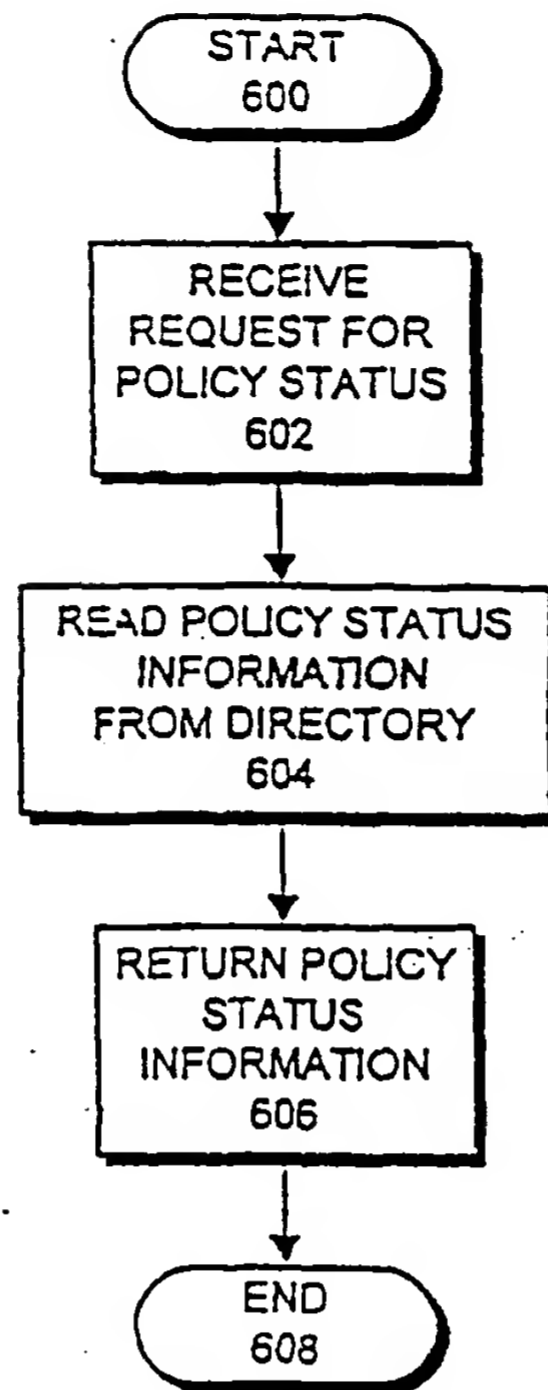 START
600
RECEIVE
REQUEST FOR
POLICY STATUS
602
READ POLICY STATUS
INFORMATION
FROM DIRECTORY
604
RETURN POLICY
STATUS
INFORMATION
606
END
608